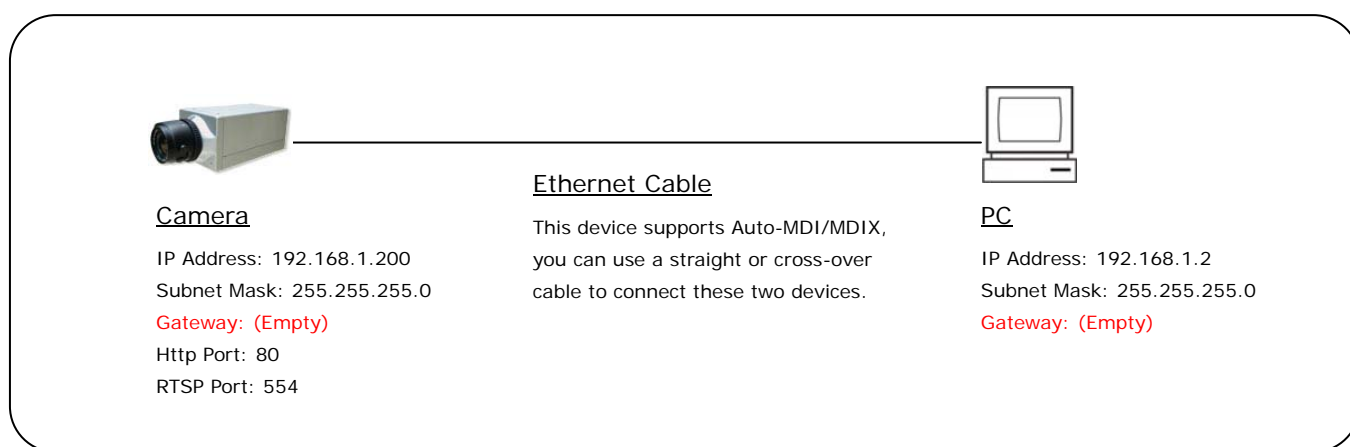 Camera
IP Address: 192.168.1.200
Subnet Mask: 255.255.255.0
Gateway: (Empty)
Http Port: 80
RTSP Port: 554
Ethernet Cable
This device supports Auto-MDI/MDIX,
you can use a straight or cross-over
cable to connect these two devices.
PC
IP Address: 192.168.1.2
Subnet Mask: 255.255.255.0
Gateway: (Empty)